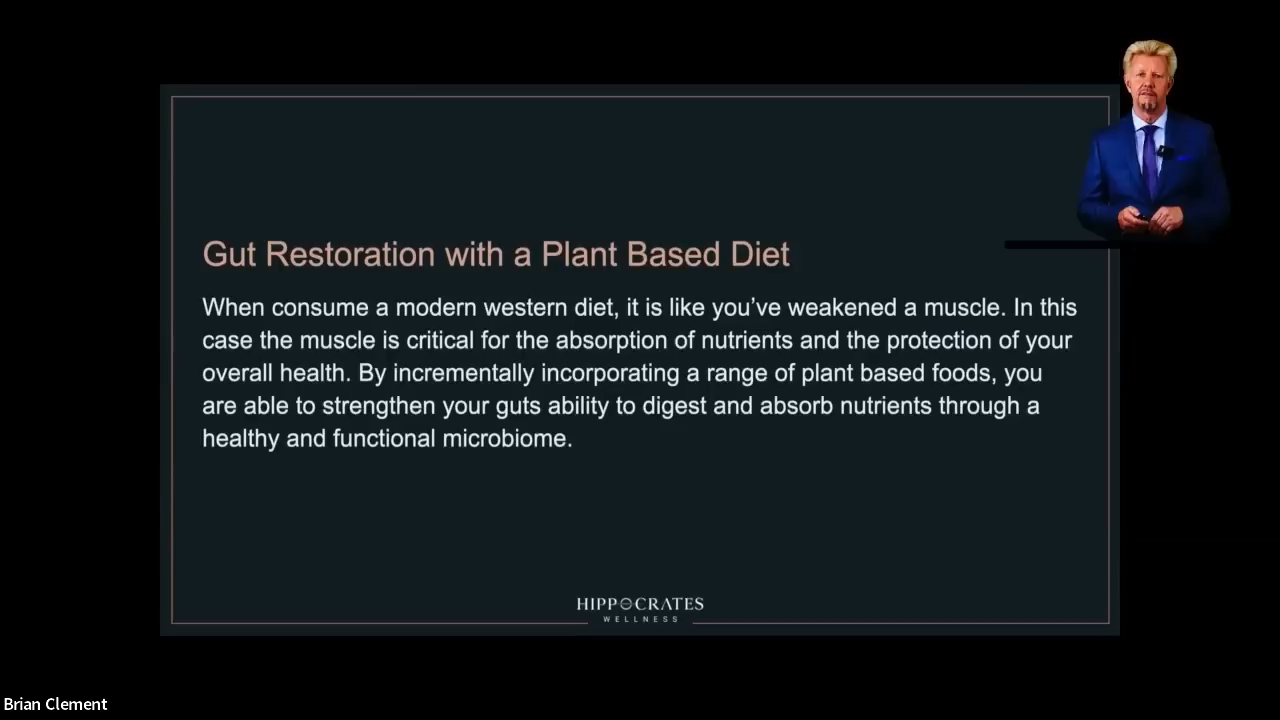 Gut Restoration with a Plant Based Diet
When consume a modern western diet, it is like you’ve weakened a muscle. In this
case the muscle is critical for the absorption of nutrients and the protection of your
overall health. By incrementally incorporating a range of plant based foods, you
are able to strengthen your guts ability to digest and absorb nutrients through a
healthy and functional microbiome.
HIPPOCRATES
WELLNESS
Brian Clement